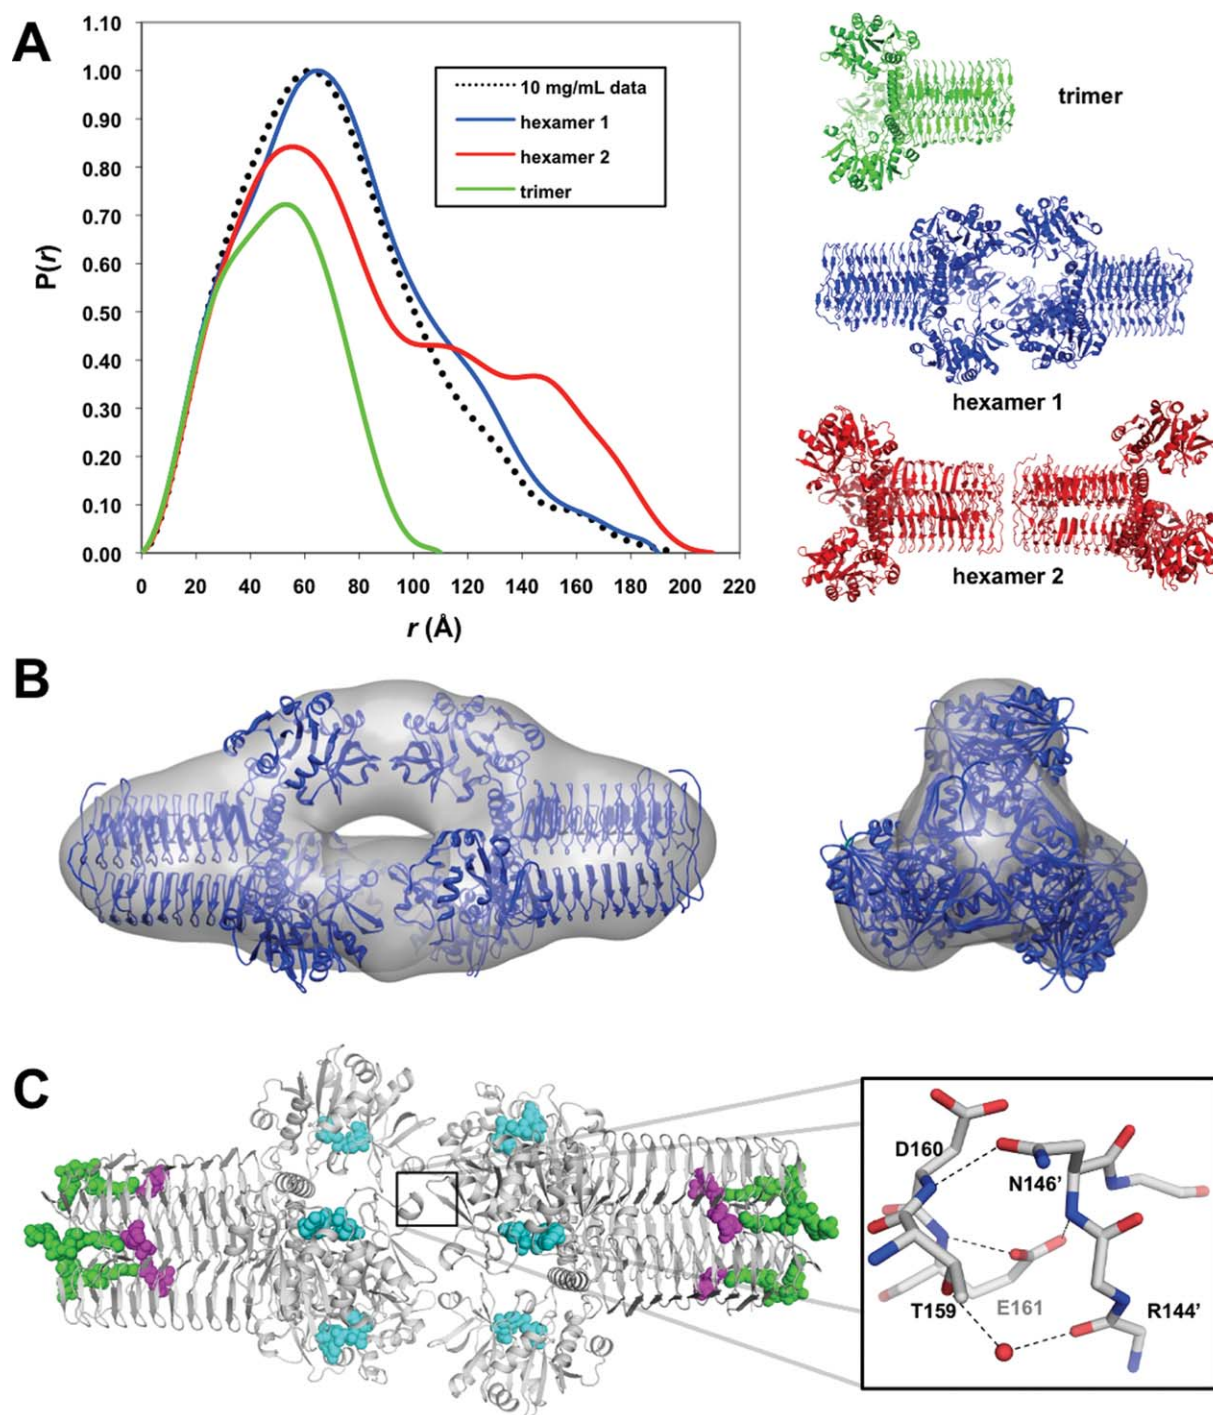 A
1.10
1.00
0.90
0.80
0.70
0.60
0.50
0.40
0.30
0.20
0.10
0.00
P(r)
0 20 40 60 80 100 120 140 160 180 200 220
r (Å)
10 mg/mL data
hexamer 1
hexamer 2
trimer
trimer
hexamer 1
hexamer 2
B
C
D160
N146’
T159
E161
R144’